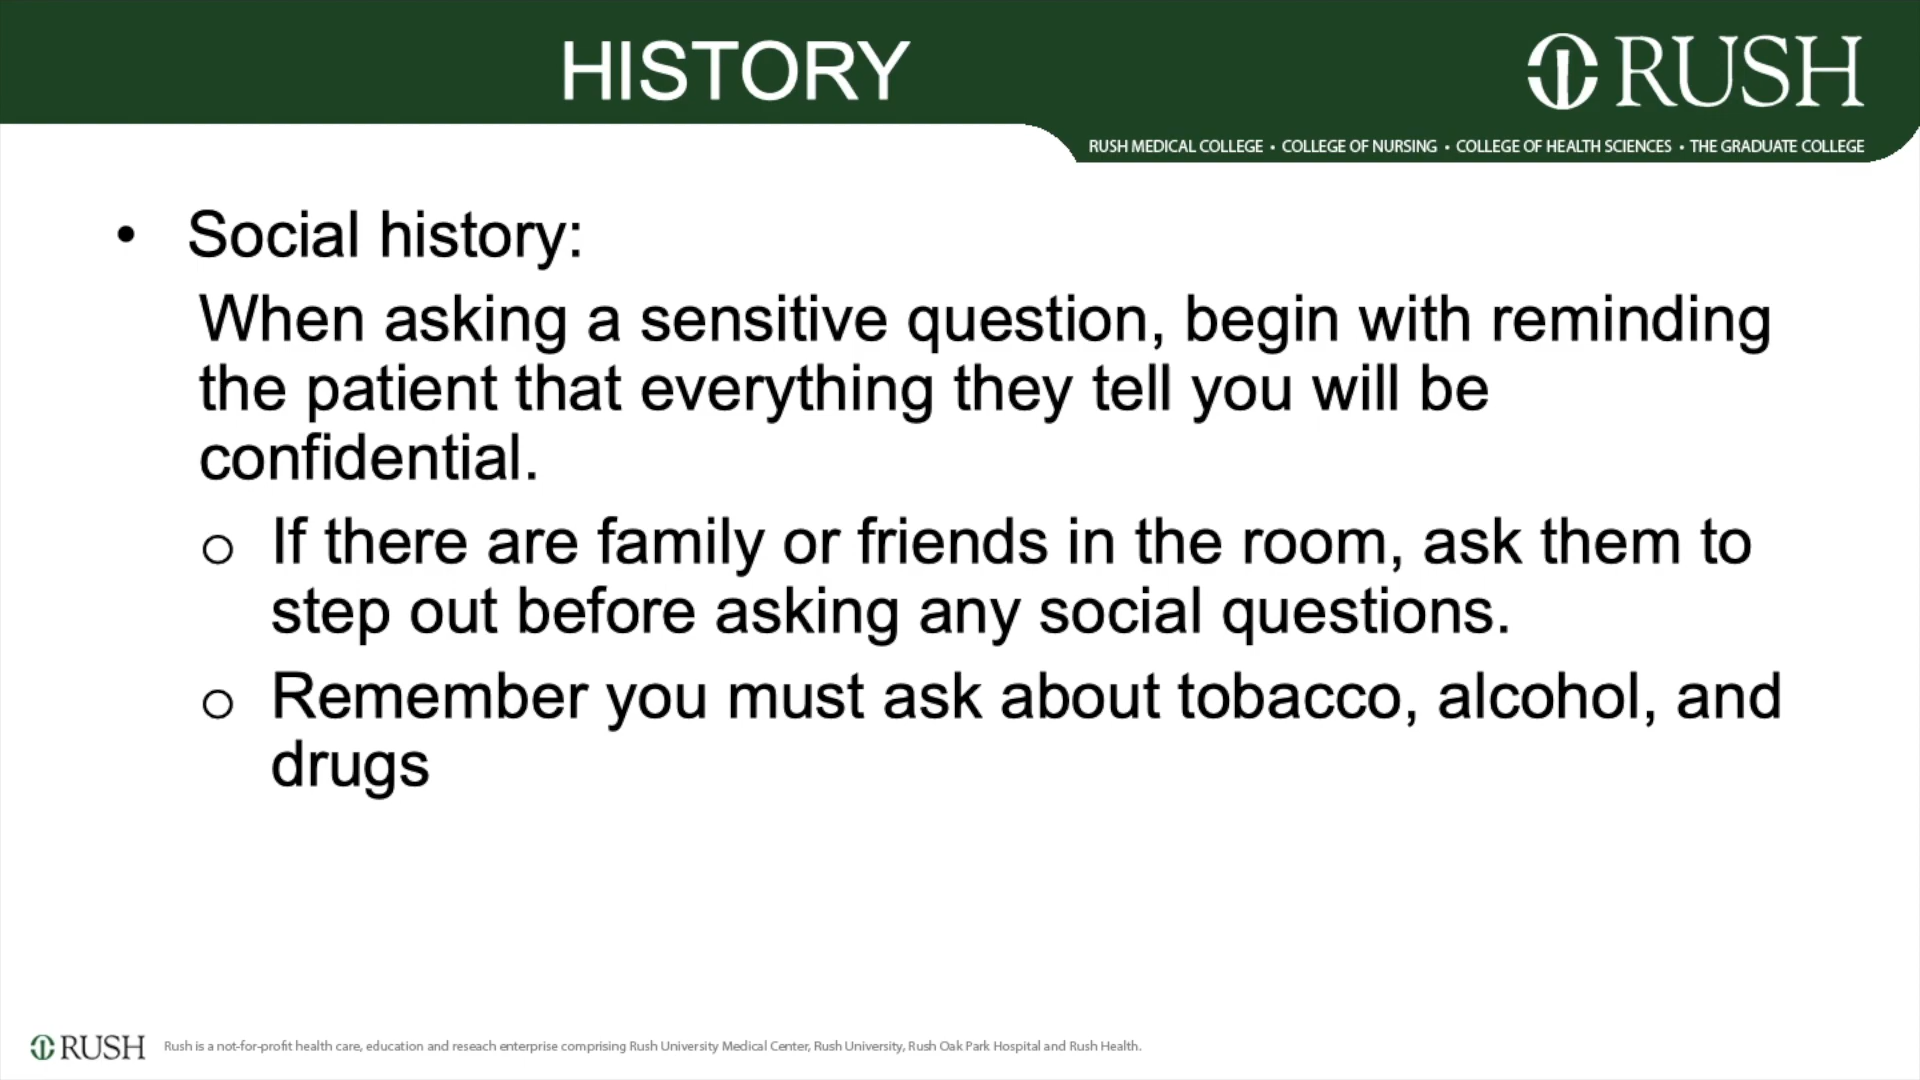 HISTORY
RUSH
RUSH MEDICAL COLLEGE • COLLEGE OF NURSING • COLLEGE OF HEALTH SCIENCES • THE GRADUATE COLLEGE
• Social history:
When asking a sensitive question, begin with reminding
the patient that everything they tell you will be
confidential.
o If there are family or friends in the room, ask them to
step out before asking any social questions.
o Remember you must ask about tobacco, alcohol, and
drugs
RUSH Rush is a not-for-profit health care, education and reseach enterprise comprising Rush University Medical Center, Rush University, Rush Oak Park Hospital and Rush Health.